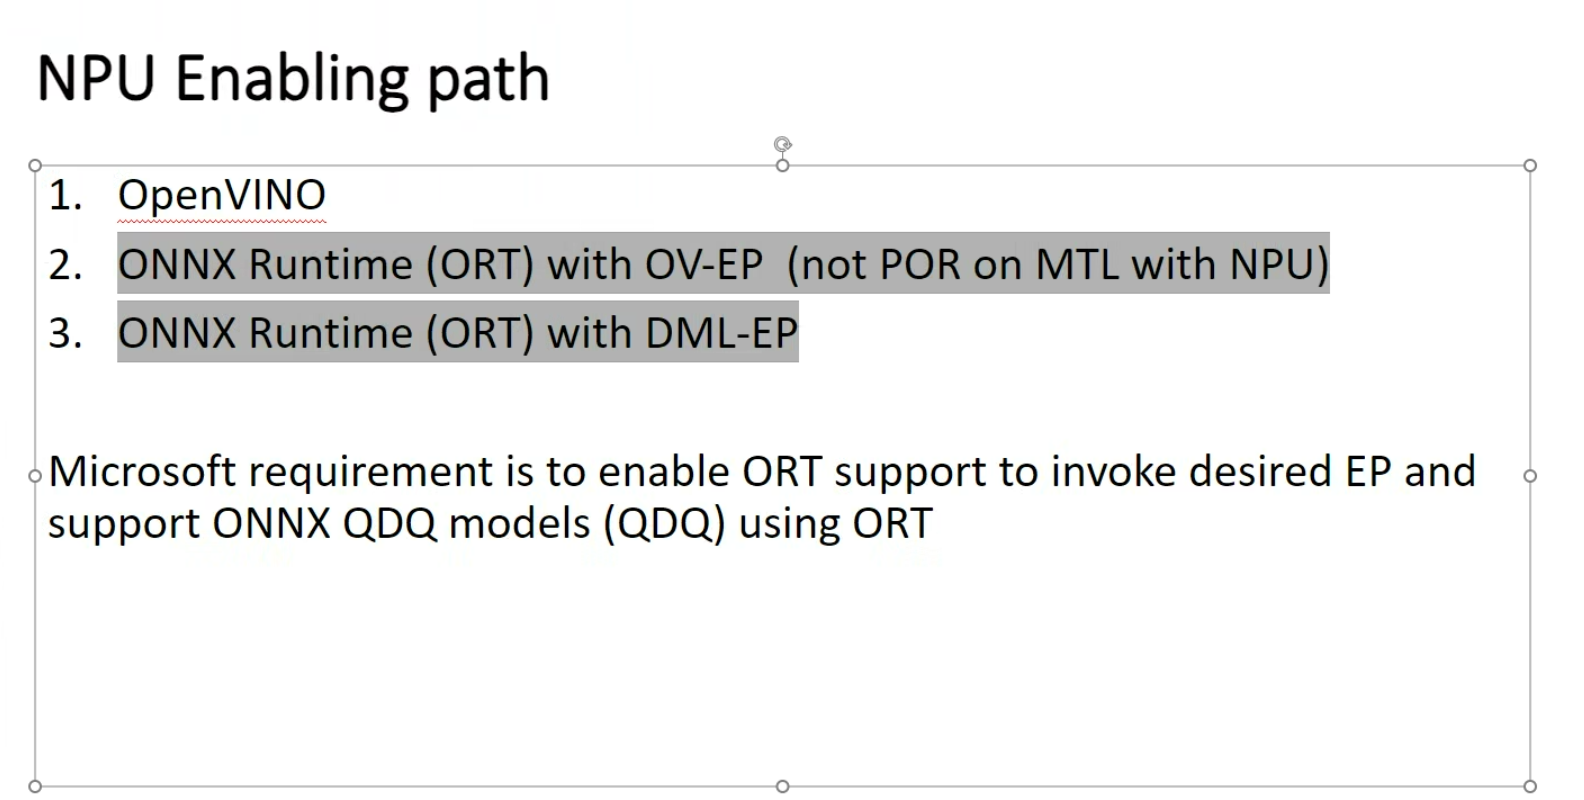 NPU Enabling path
1. OpenVINO
2. ONNX Runtime (ORT) with OV-EP  (not POR on MTL with NPU)
3. ONNX Runtime (ORT) with DML-EP
Microsoft requirement is to enable ORT support to invoke desired EP and
support ONNX QDQ models (QDQ) using ORT